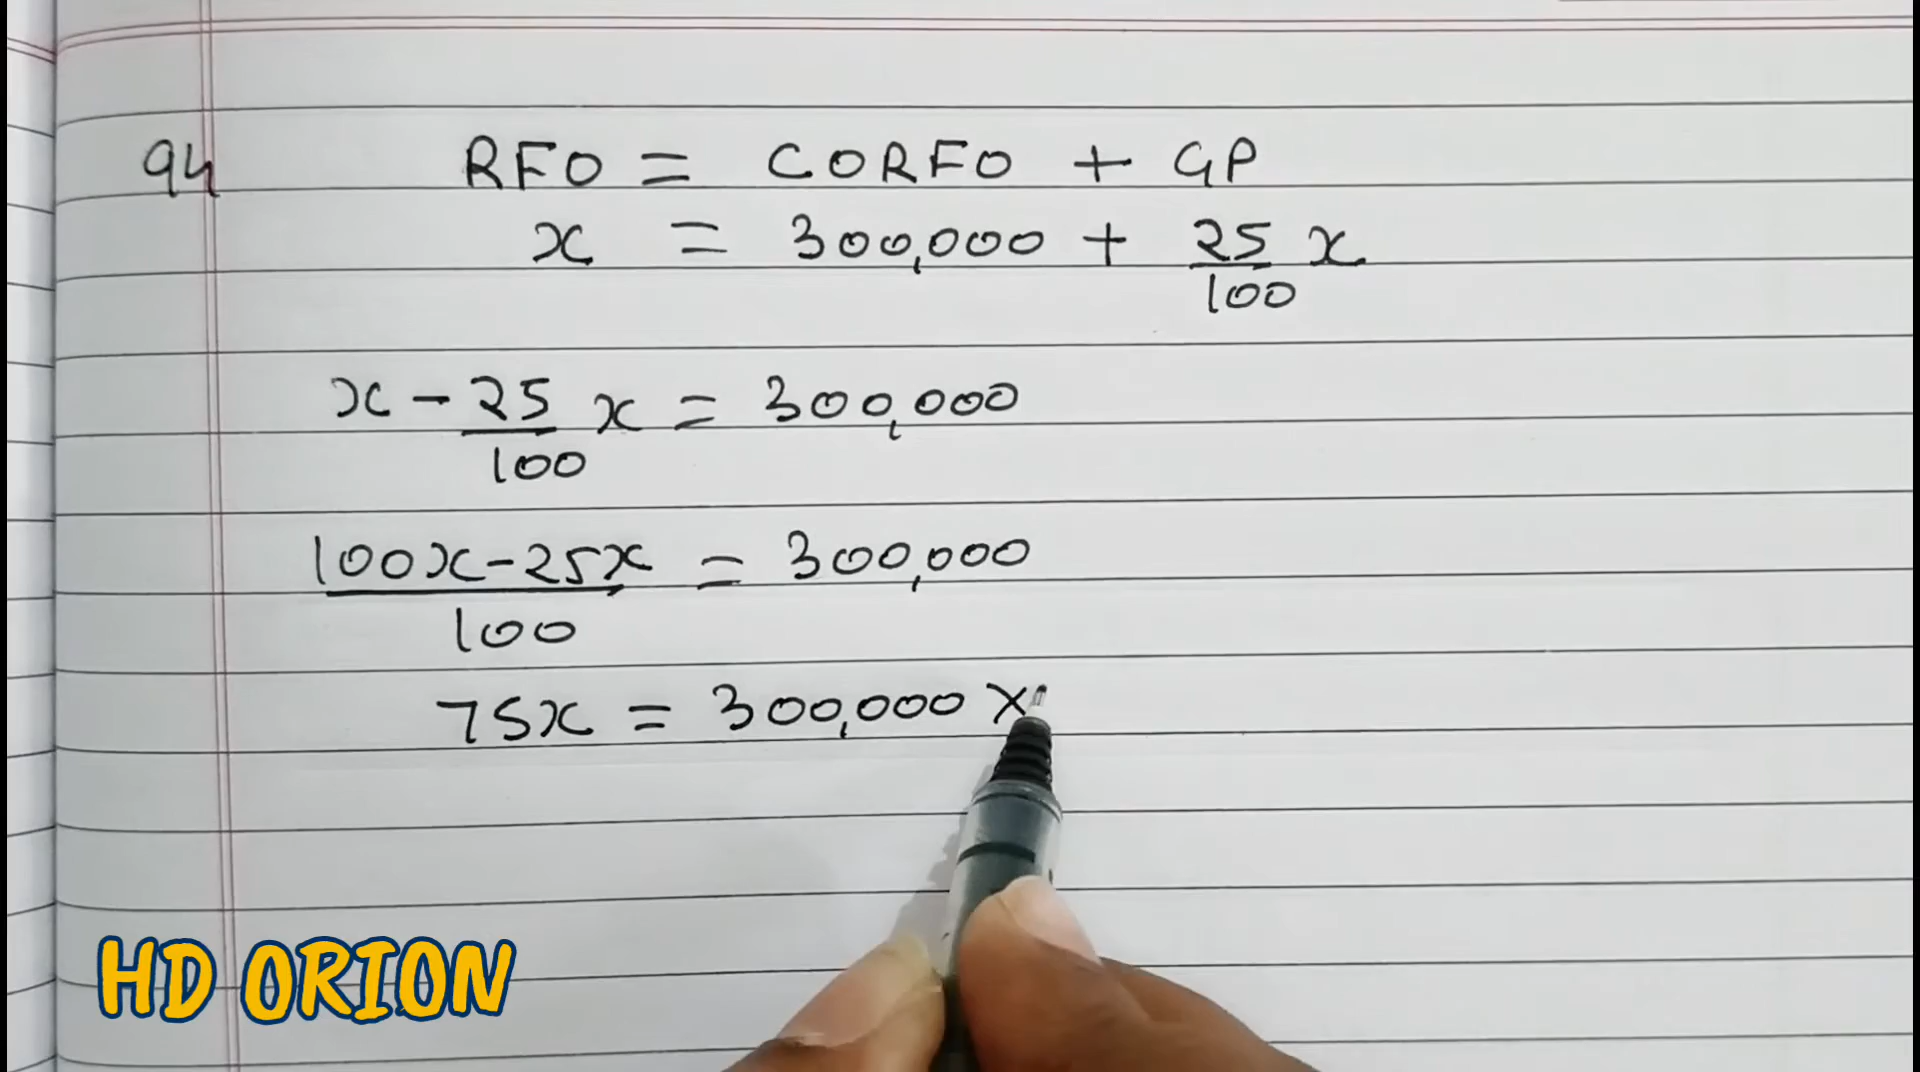 94 RFO = CORFO + GP
x = 300,000 + 25/100 x
x - 25/100 x = 300,000
100x - 25x / 100 = 300,000
75x = 300,000 ×
HD ORION